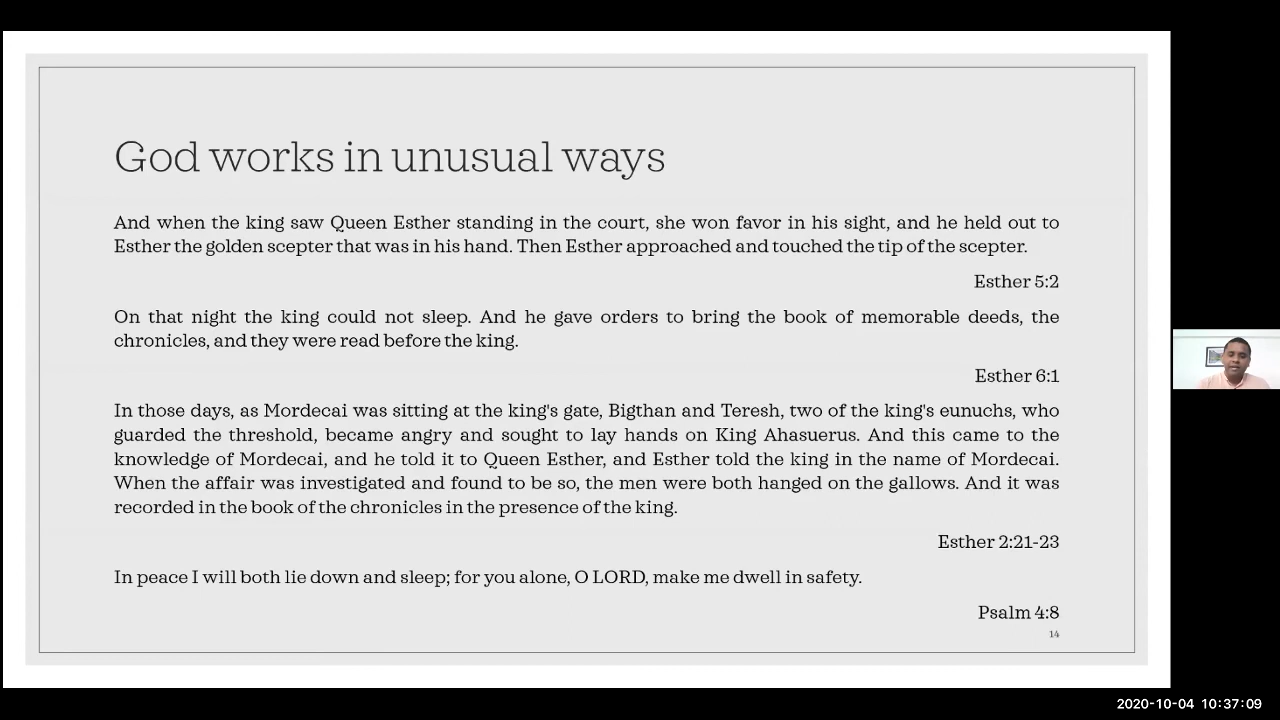 God works in unusual ways
And when the king saw Queen Esther standing in the court, she won favor in his sight, and he held out to
Esther the golden scepter that was in his hand. Then Esther approached and touched the tip of the scepter.
Esther 5:2
On that night the king could not sleep. And he gave orders to bring the book of memorable deeds, the
chronicles, and they were read before the king.
Esther 6:1
In those days, as Mordecai was sitting at the king's gate, Bigthan and Teresh, two of the king's eunuchs, who
guarded the threshold, became angry and sought to lay hands on King Ahasuerus. And this came to the
knowledge of Mordecai, and he told it to Queen Esther, and Esther told the king in the name of Mordecai.
When the affair was investigated and found to be so, the men were both hanged on the gallows. And it was
recorded in the book of the chronicles in the presence of the king.
Esther 2:21-23
In peace I will both lie down and sleep; for you alone, O LORD, make me dwell in safety.
Psalm 4:8
14
2020-10-04 10:37:09